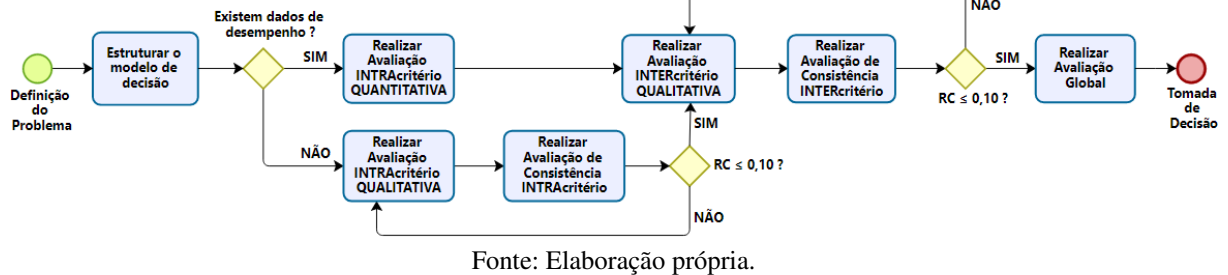 NÃO
Existem dados de
desempenho ?
Definição
do
Problema
Estruturar o
modelo de
decisão
SIM
Realizar
Avaliação
INTRAcritério
QUANTITATIVA
Realizar
Avaliação
INTERcritério
QUALITATIVA
Realizar
Avaliação de
Consistência
INTERcritério
SIM
RC ≤ 0,10 ?
Realizar
Avaliação
Global
Tomada
de
Decisão
NÃO
Realizar
Avaliação
INTRAcritério
QUALITATIVA
Realizar
Avaliação de
Consistência
INTRAcritério
SIM
RC ≤ 0,10 ?
NÃO
Fonte: Elaboração própria.